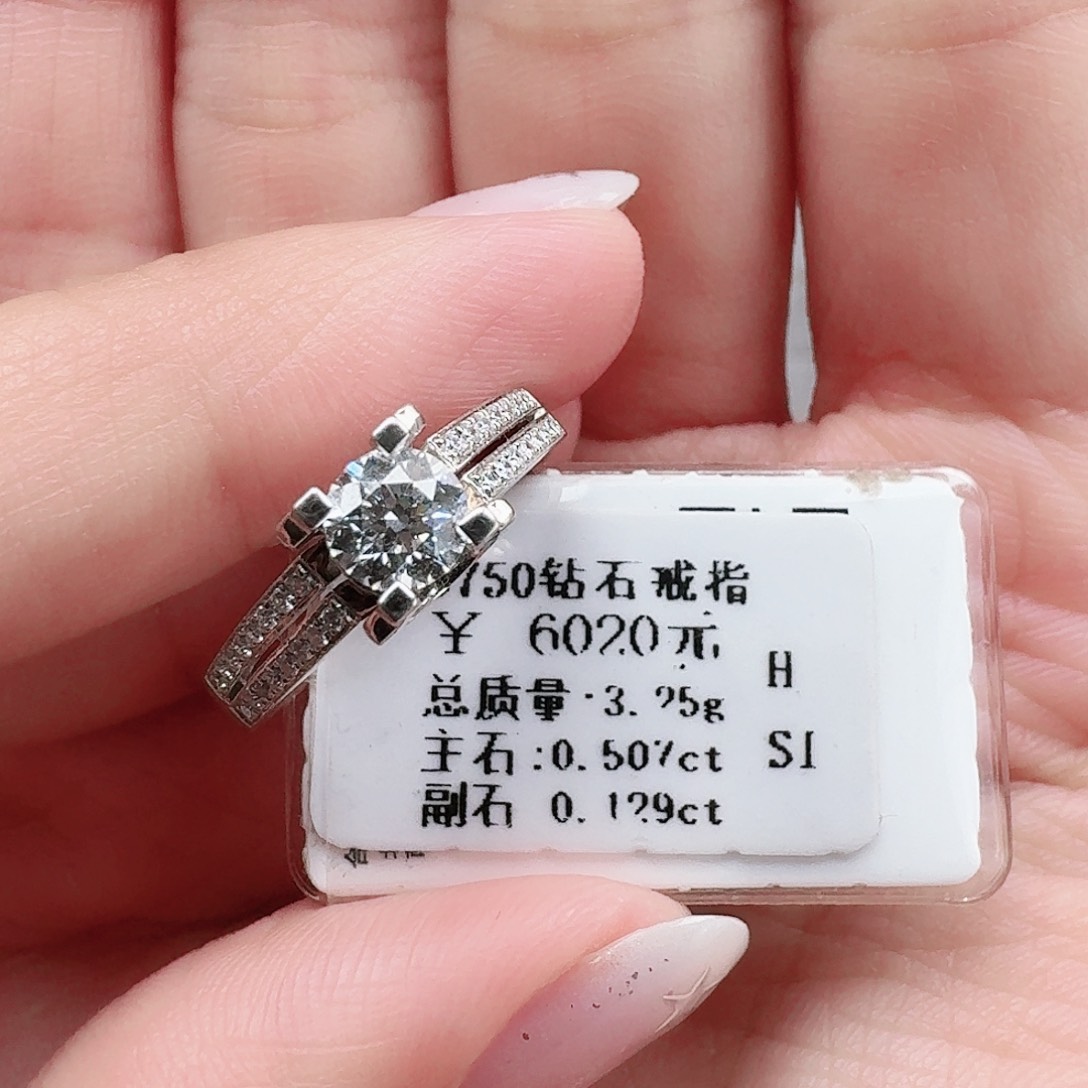 750钻石戒指
￥ 6020元
H
总质量:3.25g
主石:0.507ct
SI
副石 0.129ct